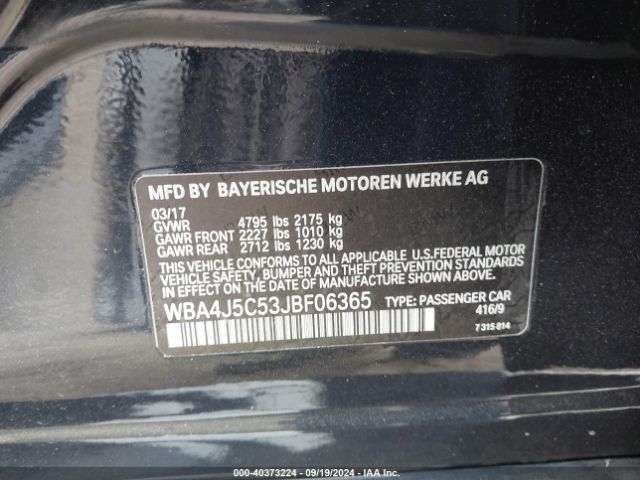 MFD BY BAYERISCHE MOTOREN WERKE AG
03/17
GVWR 4795 lbs 2175 kg
GAWR FRONT 2227 lbs 1010 kg
GAWR REAR 2712 lbs 1230 kg
THIS VEHICLE CONFORMS TO ALL APPLICABLE U.S.FEDERAL MOTOR
VEHICLE SAFETY, BUMPER AND THEFT PREVENTION STANDARDS IN EFFECT
ON THE DATE OF MANUFACTURE SHOWN ABOVE.
WBA4J5C53JBF06365 TYPE: PASSENGER CAR
416/9
7 315 814
000-40373224 - 09/19/2024 - IAA Inc.